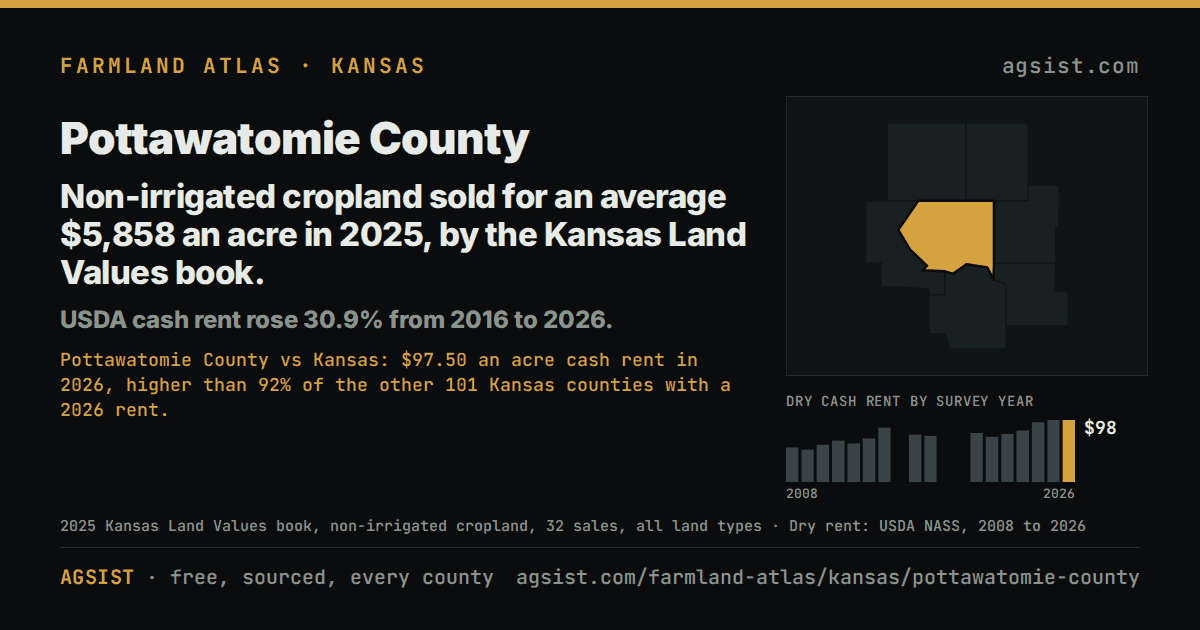 FARMLAND ATLAS · KANSAS
agsist.com
Pottawatomie County
Non-irrigated cropland sold for an average
$5,858 an acre in 2025, by the Kansas Land
Values book.
USDA cash rent rose 30.9% from 2016 to 2026.
Pottawatomie County vs Kansas: $97.50 an acre cash rent in
2026, higher than 92% of the other 101 Kansas counties with a
2026 rent.
DRY CASH RENT BY SURVEY YEAR
$98
2008
2026
2025 Kansas Land Values book, non-irrigated cropland, 32 sales, all land types · Dry rent: USDA NASS, 2008 to 2026
AGSIST · free, sourced, every county
agsist.com/farmland-atlas/kansas/pottawatomie-county